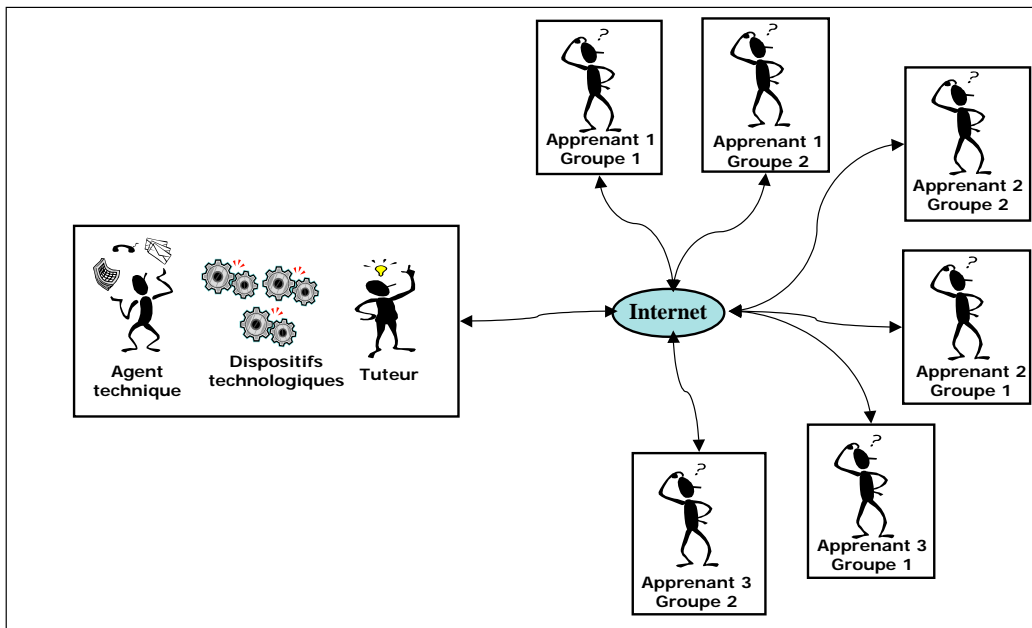 ?
Apprenant 1
Groupe 1
?
Apprenant 1
Groupe 2
?
Apprenant 2
Groupe 2
Agent
technique
Dispositifs
technologiques
Tuteur
Internet
?
Apprenant 2
Groupe 1
?
Apprenant 3
Groupe 2
?
Apprenant 3
Groupe 1